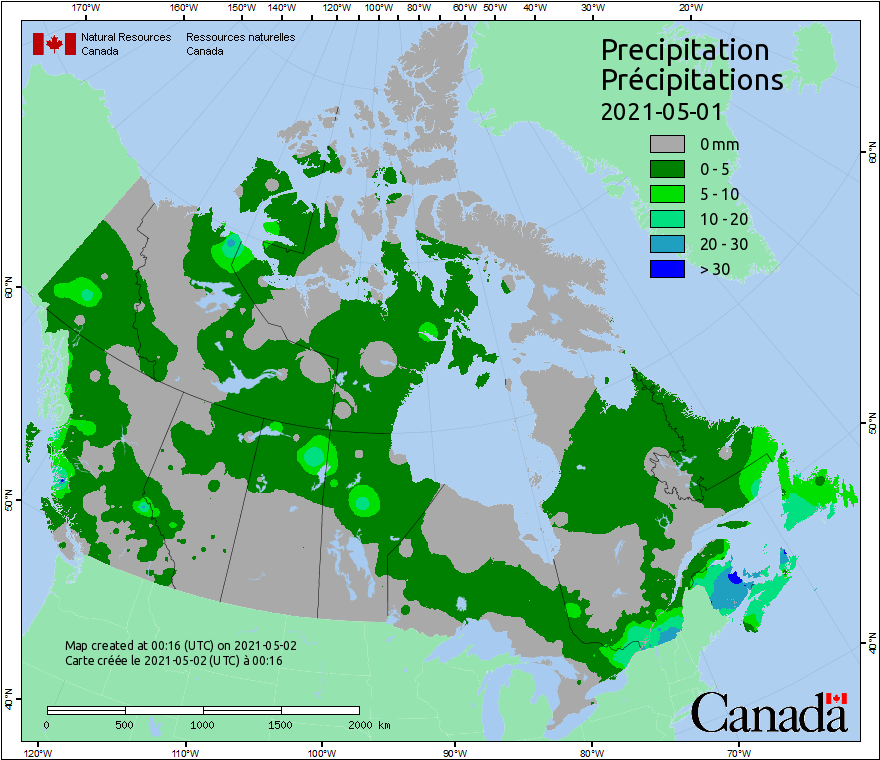 170°W 160°W 150°W 140°W 130°W 120°W 110°W 100°W 90°W 80°W 70°W 60°W 50°W 40°W 30°W 20°W
Natural Resources Ressources naturelles
Canada Canada
Precipitation
Précipitations
2021-05-01
0 mm
0 - 5
5 - 10
10 - 20
20 - 30
> 30
60°N
60°N
50°N
50°N
40°N
40°N
Map created at 00:16 (UTC) on 2021-05-02
Carte créée le 2021-05-02 (UTC) à 00:16
0 500 1000 1500 2000 km
Canada
120°W 110°W 100°W 90°W 80°W 70°W